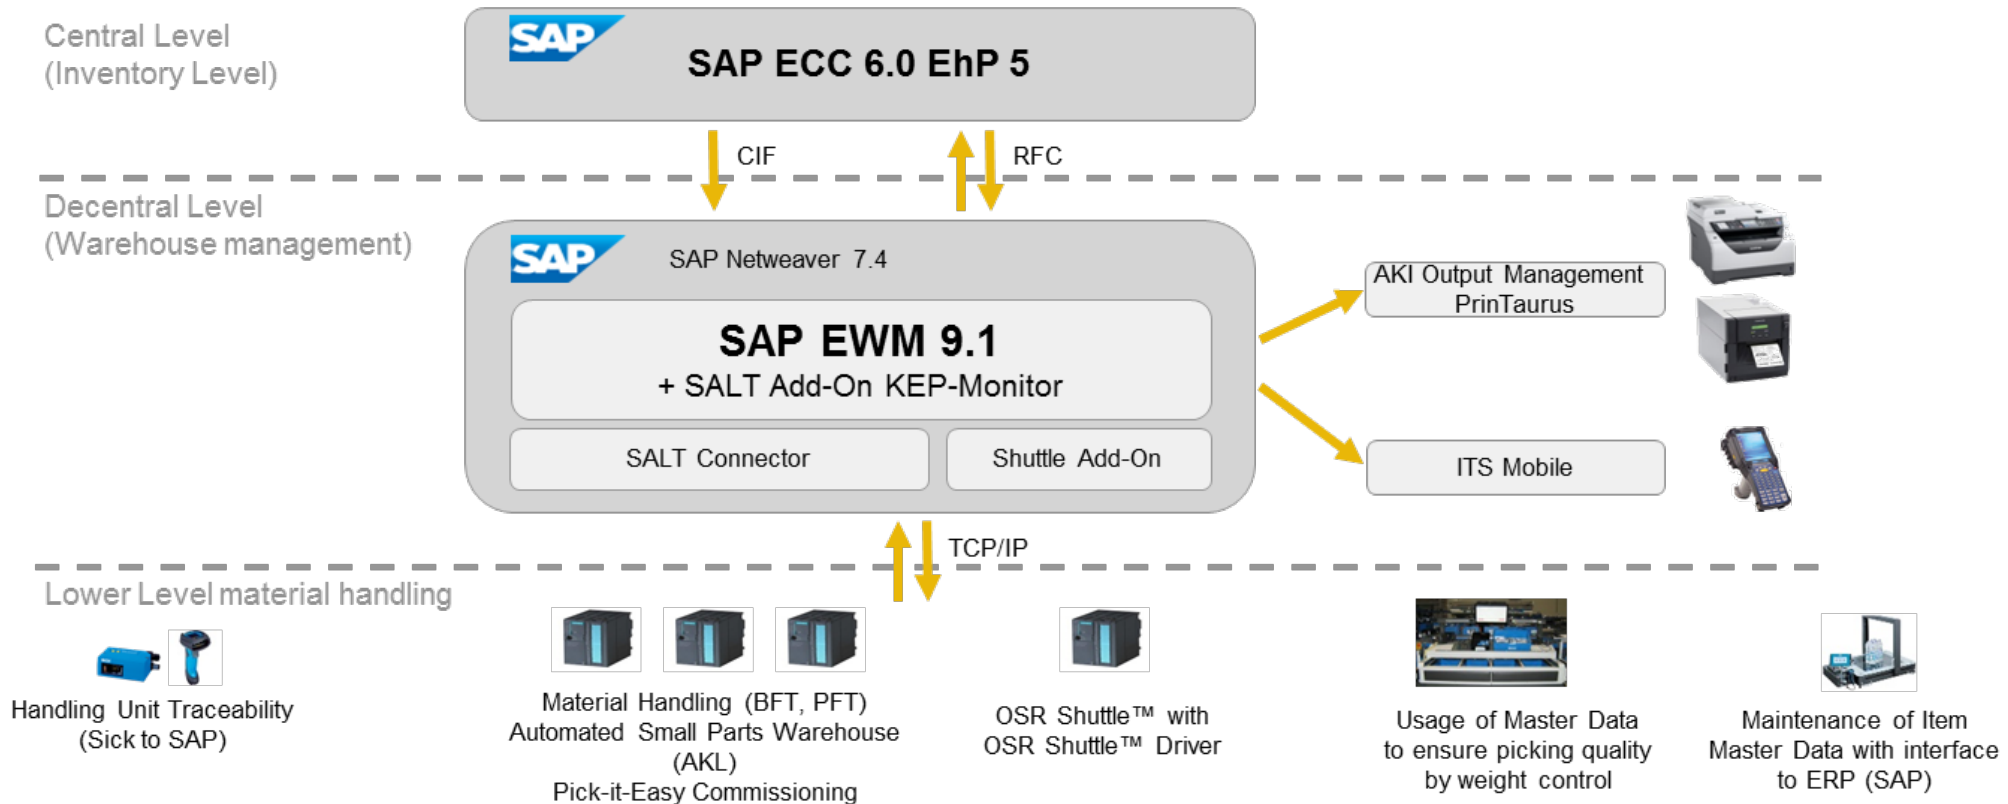 Central Level
(Inventory Level)
SAP
SAP ECC 6.0 EhP 5
CIF
RFC
Decentral Level
(Warehouse management)
SAP
SAP Netweaver 7.4
SAP EWM 9.1
+ SALT Add-On KEP-Monitor
SALT Connector
Shuttle Add-On
AKI Output Management
PrinTaurus
ITS Mobile
TCP/IP
Lower Level material handling
Handling Unit Traceability
(Sick to SAP)
Material Handling (BFT, PFT)
Automated Small Parts Warehouse
(AKL)
Pick-it-Easy Commissioning
OSR Shuttle™ with
OSR Shuttle™ Driver
Usage of Master Data
to ensure picking quality
by weight control
Maintenance of Item
Master Data with interface
to ERP (SAP)